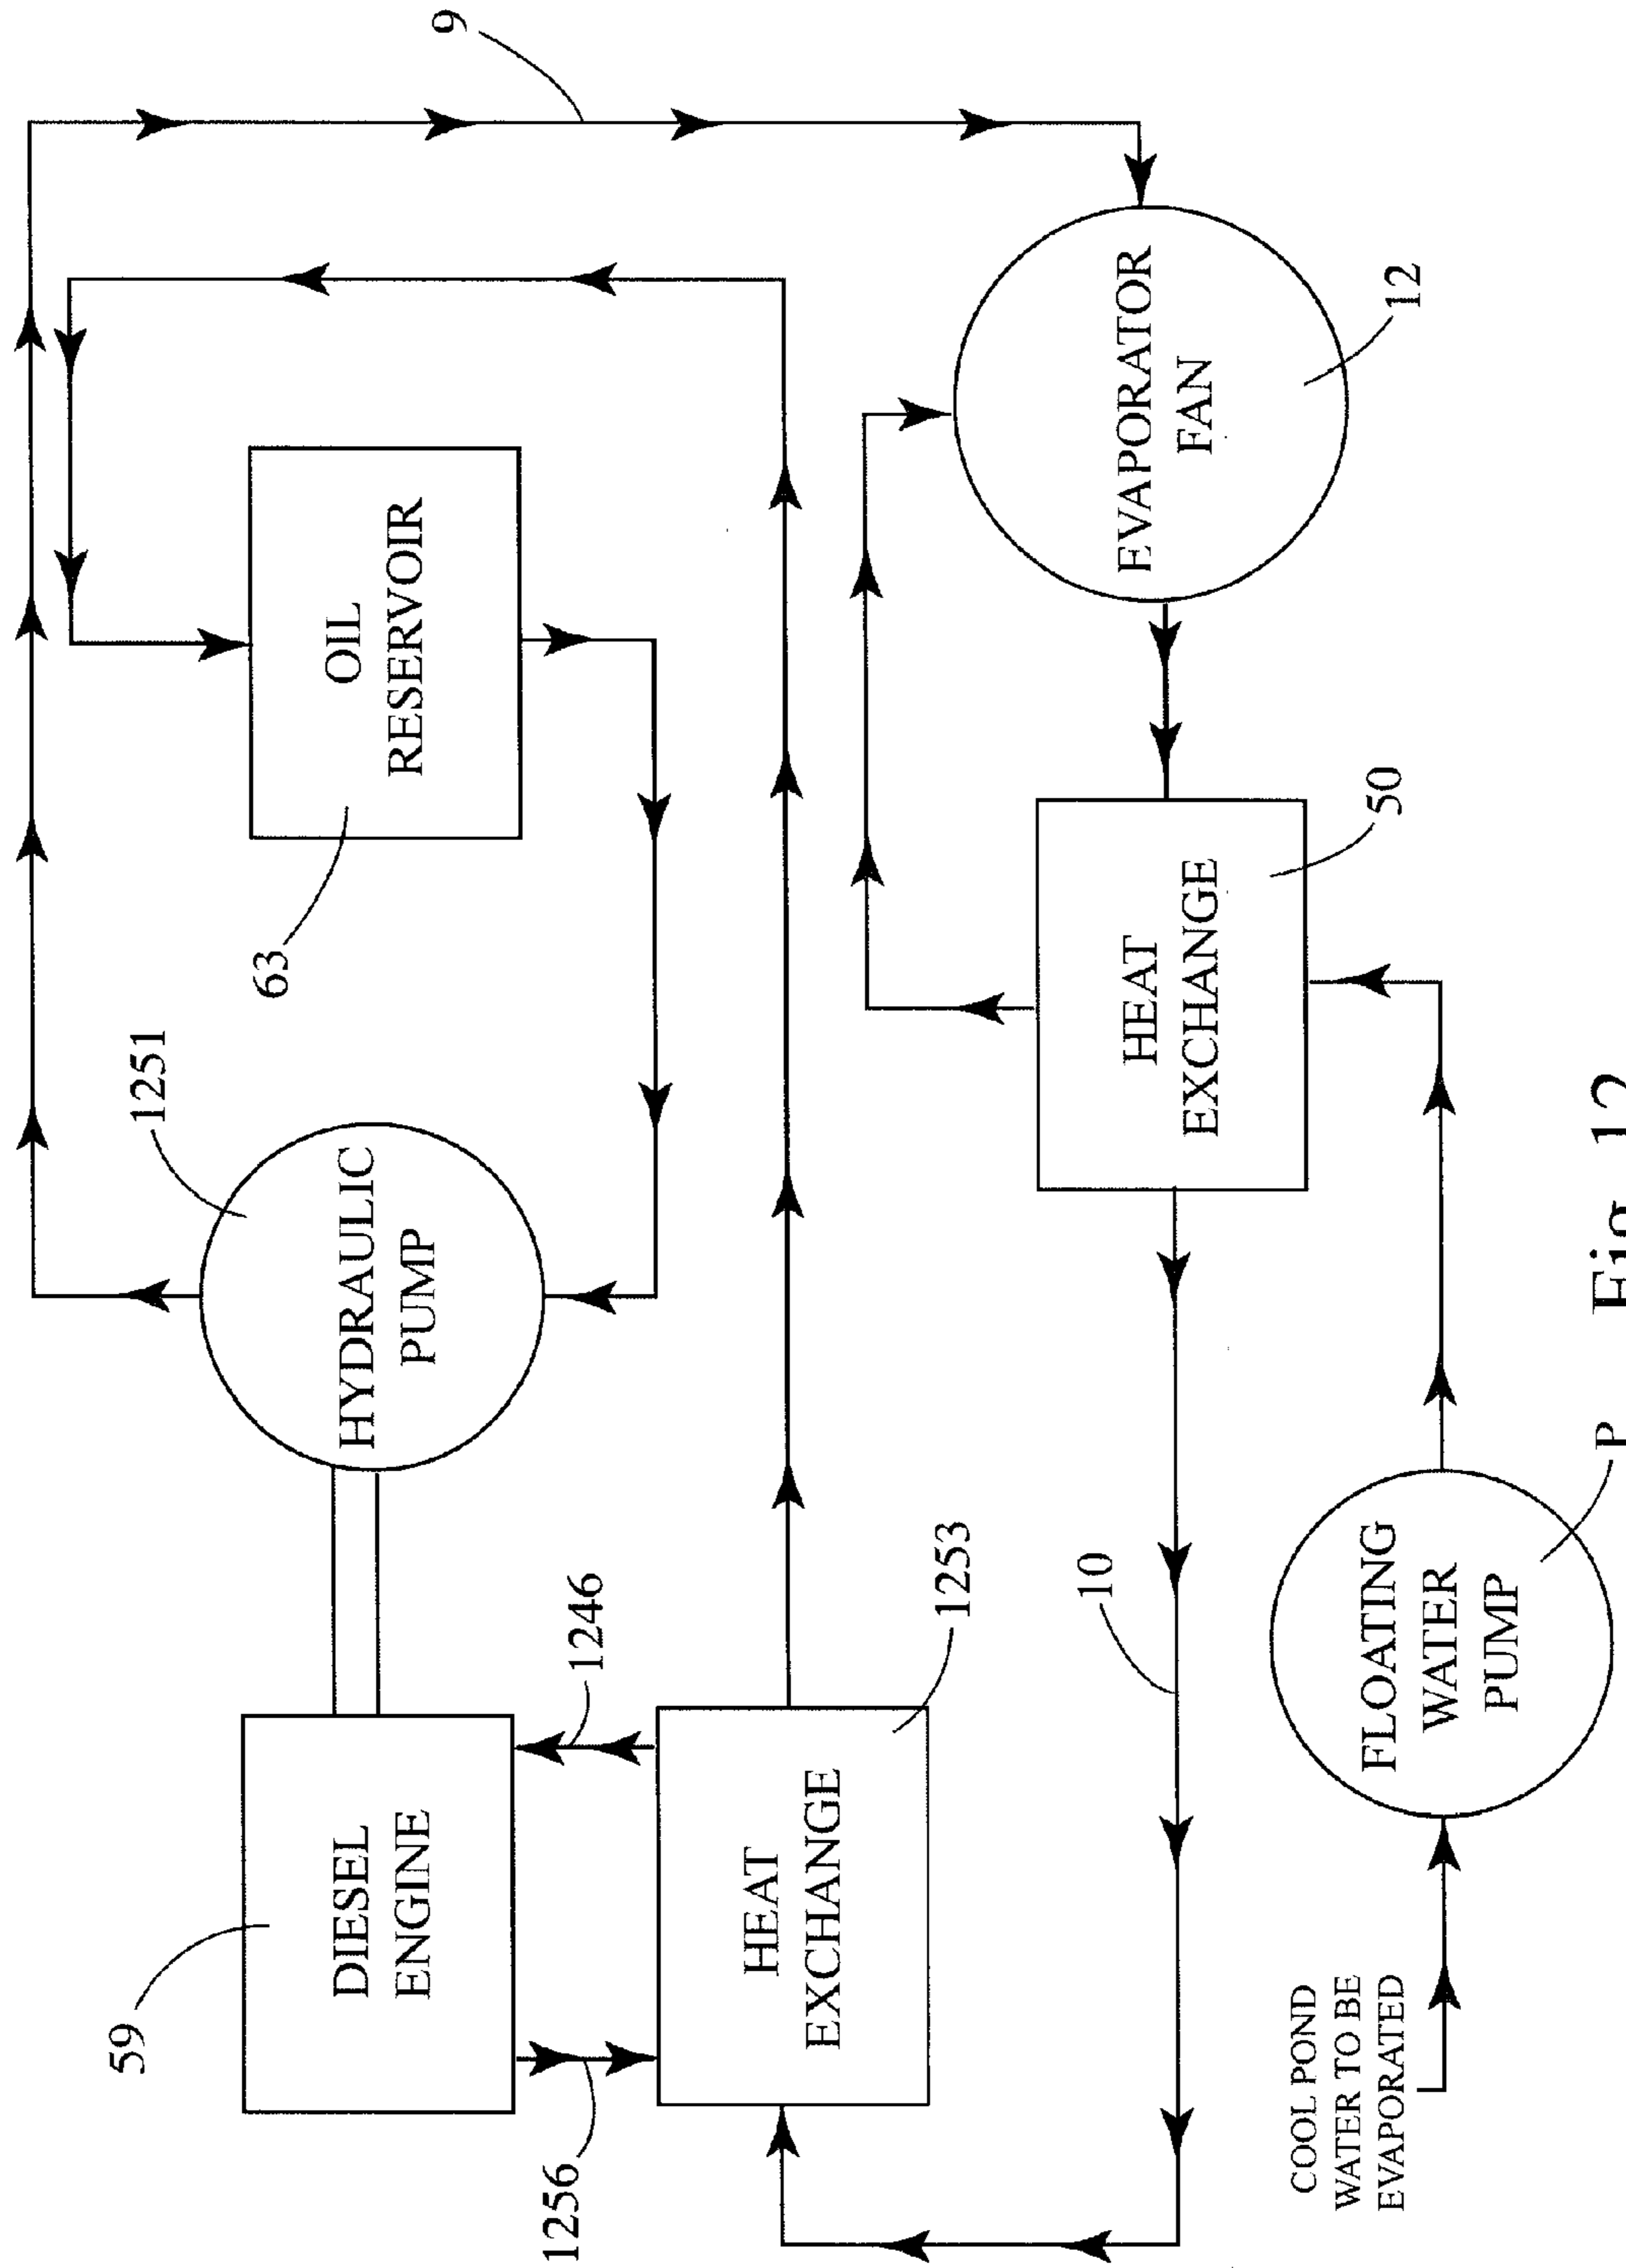 59
DIESEL
ENGINE
1251
HYDRAULIC
PUMP
63
OIL
RESERVOIR
9
1256
1246
HEAT
EXCHANGE
1253
10
HEAT
EXCHANGE
50
EVAPORATOR
FAN
12
COOL POND
WATER TO BE
EVAPORATED
FLOATING
WATER
PUMP
P
Fig. 12